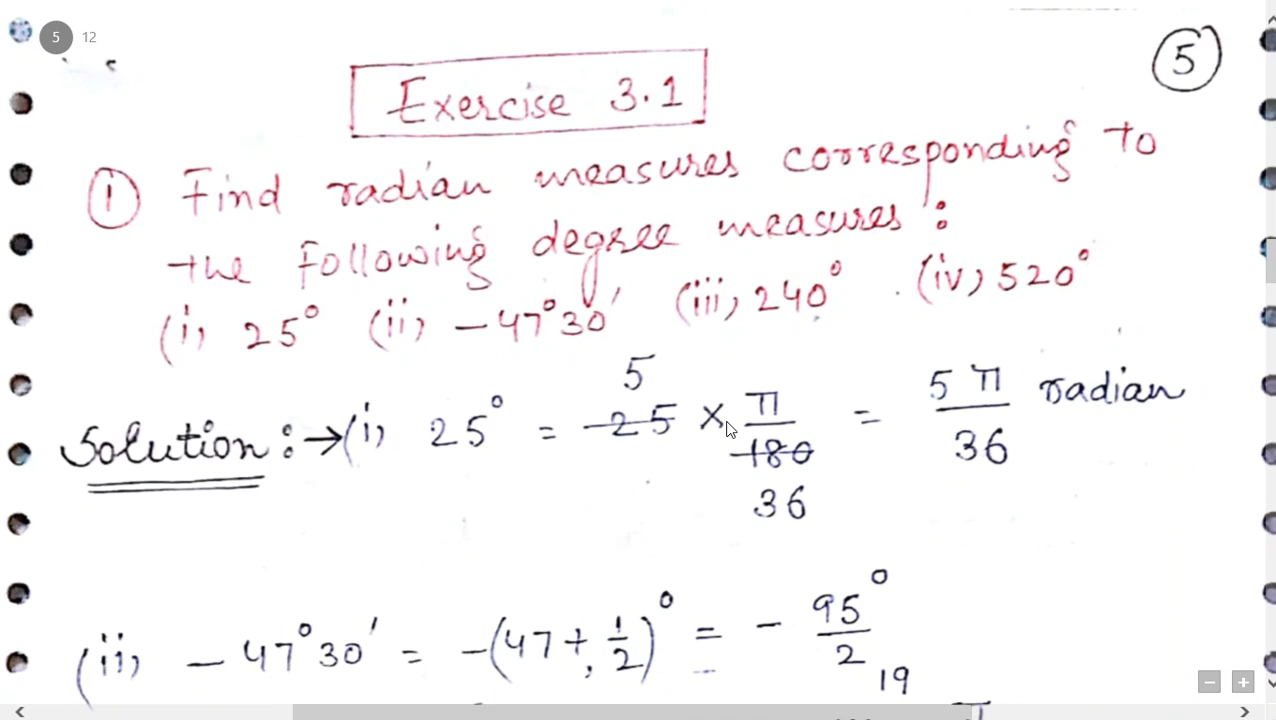 5 12
5
Exercise 3.1
① Find radian measures corresponding to
the following degree measures :
(i) 25° (ii) -47°30′ (iii) 240° (iv) 520°
Solution :→ (i) 25° = 25 × π/180 = 5π/36 radian
5
36
(ii) -47°30′ = -(47 + 1/2)° = - 95/2°
19
π